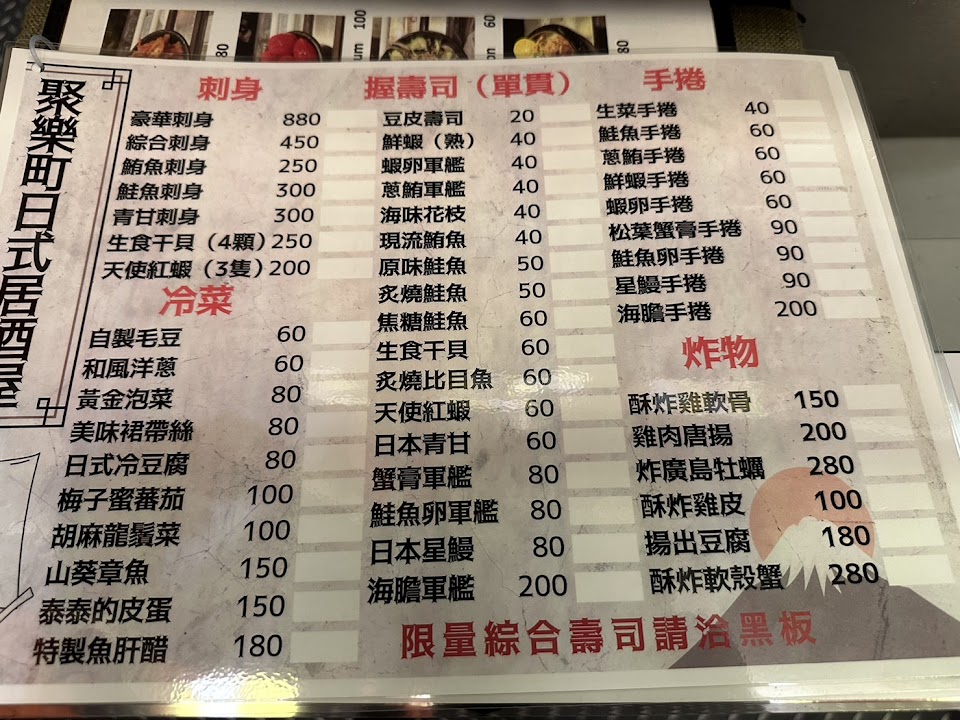 um 100
on 60
80
80
聚樂町日式居酒屋
刺身
豪華刺身 880
綜合刺身 450
鮪魚刺身 250
鮭魚刺身 300
青甘刺身 300
生食干貝（4顆）250
天使紅蝦（3隻）200
冷菜
自製毛豆 60
和風洋蔥 60
黃金泡菜 80
美味裙帶絲 80
日式冷豆腐 80
梅子蜜蕃茄 100
胡麻龍鬚菜 100
山葵章魚 150
泰泰的皮蛋 150
特製魚肝醋 180
握壽司（單貫）
豆皮壽司 20
鮮蝦（熟） 40
蝦卵軍艦 40
蔥鮪軍艦 40
海味花枝 40
現流鮪魚 40
原味鮭魚 50
炙燒鮭魚 50
焦糖鮭魚 60
生食干貝 60
炙燒比目魚 60
天使紅蝦 60
日本青甘 60
蟹膏軍艦 80
鮭魚卵軍艦 80
日本星鰻 80
海膽軍艦 200
手捲
生菜手捲 40
鮭魚手捲 60
蔥鮪手捲 60
鮮蝦手捲 60
蝦卵手捲 60
松葉蟹膏手捲 90
鮭魚卵手捲 90
星鰻手捲 90
海膽手捲 200
炸物
酥炸雞軟骨 150
雞肉唐揚 200
炸廣島牡蠣 280
酥炸雞皮 100
揚出豆腐 180
酥炸軟殼蟹 280
限量綜合壽司請洽黑板